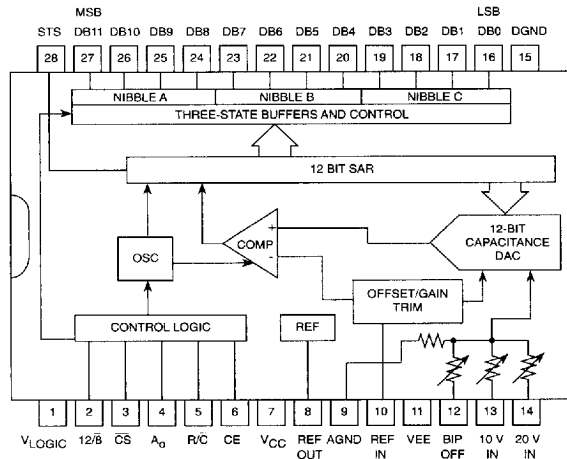 MSB LSB
STS DB11 DB10 DB9 DB8 DB7 DB6 DB5 DB4 DB3 DB2 DB1 DB0 DGND
28 27 26 25 24 23 22 21 20 19 18 17 16 15
NIBBLE A NIBBLE B NIBBLE C
THREE-STATE BUFFERS AND CONTROL
12 BIT SAR
12-BIT
CAPACITANCE
DAC
+
COMP
-
OSC
OFFSET/GAIN
TRIM
CONTROL LOGIC
REF
1 2 3 4 5 6 7 8 9 10 11 12 13 14
VLOGIC 12/8̅ C̅S̅ Ao R/C̅ CE VCC REF AGND REF VEE BIP 10 V 20 V
OUT IN OFF IN IN